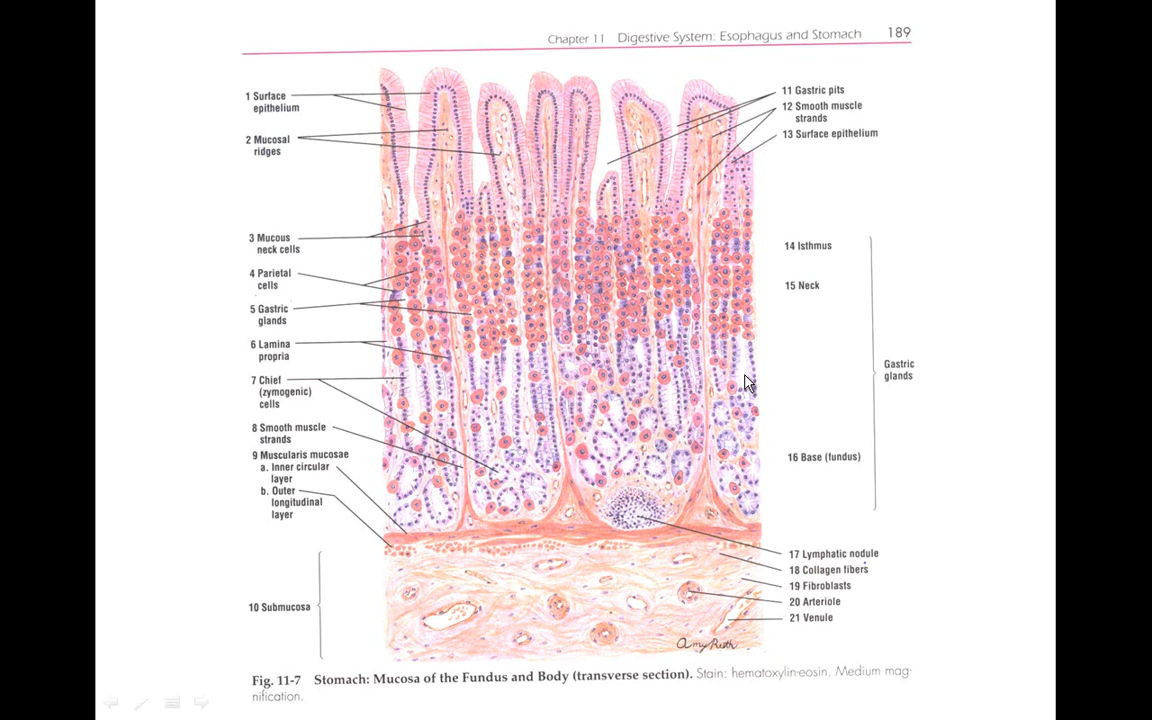 Chapter 11 Digestive System: Esophagus and Stomach 189
1 Surface
epithelium
2 Mucosal
ridges
3 Mucous
neck cells
4 Parietal
cells
5 Gastric
glands
6 Lamina
propria
7 Chief
(zymogenic)
cells
8 Smooth muscle
strands
9 Muscularis mucosae
a. Inner circular
layer
b. Outer
longitudinal
layer
10 Submucosa
11 Gastric pits
12 Smooth muscle
strands
13 Surface epithelium
14 Isthmus
15 Neck
Gastric
glands
16 Base (fundus)
17 Lymphatic nodule
18 Collagen fibers
19 Fibroblasts
20 Arteriole
21 Venule
Amy Rieth
Fig. 11-7 Stomach: Mucosa of the Fundus and Body (transverse section). Stain: hematoxylin-eosin. Medium mag-
nification.